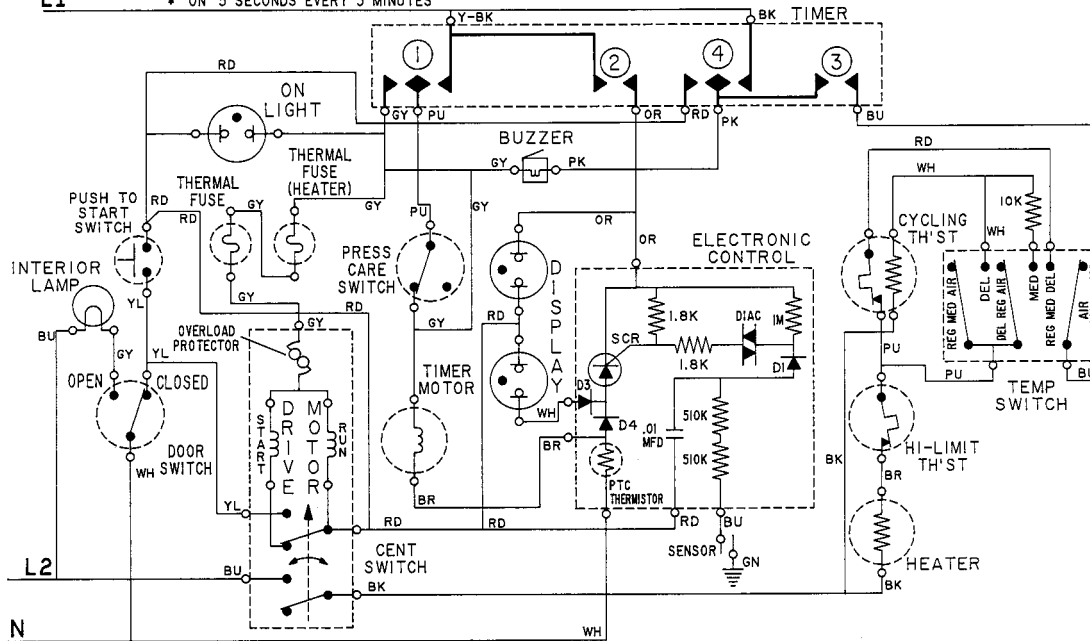 L1
* ON 5 SECONDS EVERY 5 MINUTES
Y-BK
BK
TIMER
1
2
4
3
RD
ON
LIGHT
GY
PU
OR
RD
PK
BU
BUZZER
GY
PK
RD
WH
THERMAL
FUSE
(HEATER)
THERMAL
FUSE
PUSH TO
START
SWITCH
RD
RD
GY
GY
PU
GY
OR
OR
10K
CYCLING
TH'ST
WH
ELECTRONIC
CONTROL
PRESS
CARE
SWITCH
DISPLAY
INTERIOR
LAMP
YL
GY
GY
1.8K
DIAC
1M
SCR
1.8K
D1
REG MED AIR
DEL
DEL REG AIR
MED
REG MED DEL
AIR
BU
GY
YL
OVERLOAD
PROTECTOR
GY
PU
PU
BU
TEMP
SWITCH
OPEN
CLOSED
TIMER
MOTOR
WH
D3
D4
.01
MFD
510K
510K
START
DRIVE
MOTOR
RUN
DOOR
SWITCH
WH
BR
BR
PTC
THERMISTOR
HI-LIMIT
TH'ST
BK
BR
YL
RD
RD
RD
BU
CENT
SWITCH
SENSOR
GN
HEATER
L2
BU
BK
BK
N
WH